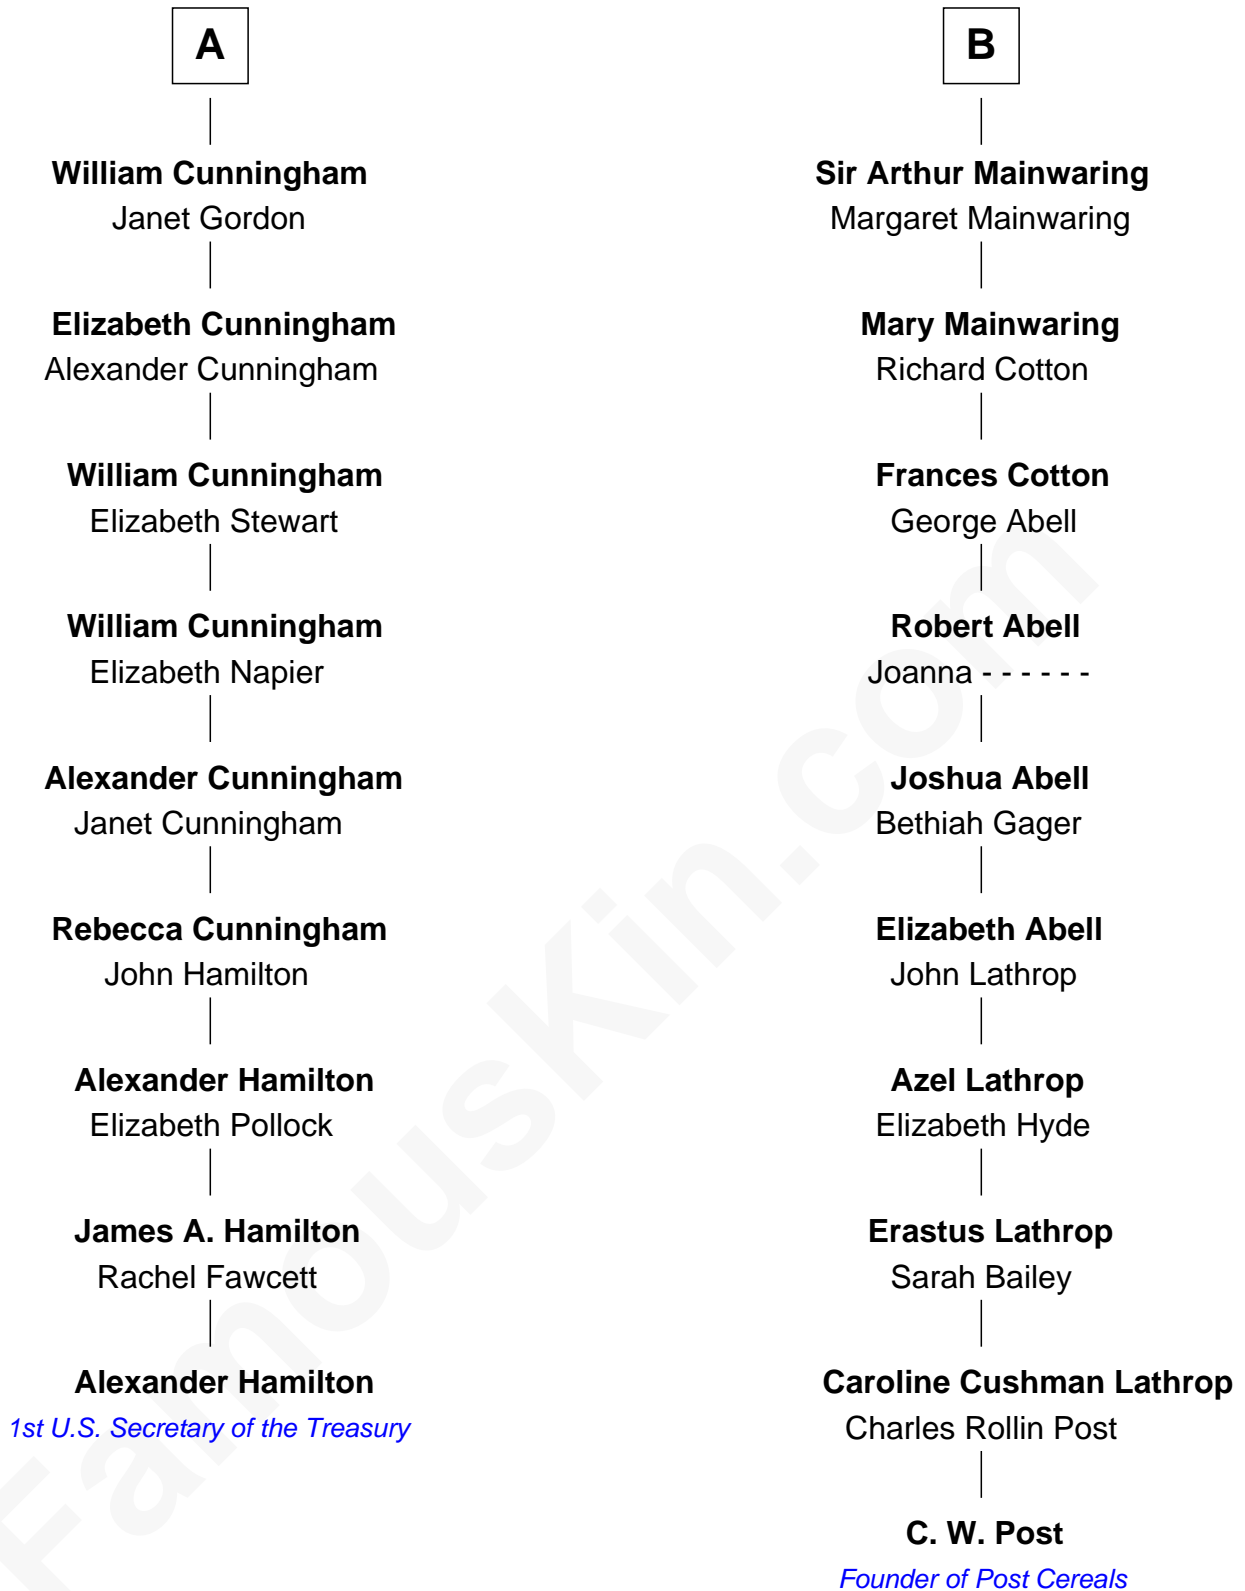 A
William Cunningham
Janet Gordon
Elizabeth Cunningham
Alexander Cunningham
William Cunningham
Elizabeth Stewart
William Cunningham
Elizabeth Napier
Alexander Cunningham
Janet Cunningham
Rebecca Cunningham
John Hamilton
Alexander Hamilton
Elizabeth Pollock
James A. Hamilton
Rachel Fawcett
Alexander Hamilton
1st U.S. Secretary of the Treasury
B
Sir Arthur Mainwaring
Margaret Mainwaring
Mary Mainwaring
Richard Cotton
Frances Cotton
George Abell
Robert Abell
Joanna - - - - - -
Joshua Abell
Bethiah Gager
Elizabeth Abell
John Lathrop
Azel Lathrop
Elizabeth Hyde
Erastus Lathrop
Sarah Bailey
Caroline Cushman Lathrop
Charles Rollin Post
C. W. Post
Founder of Post Cereals
FamousKin.com